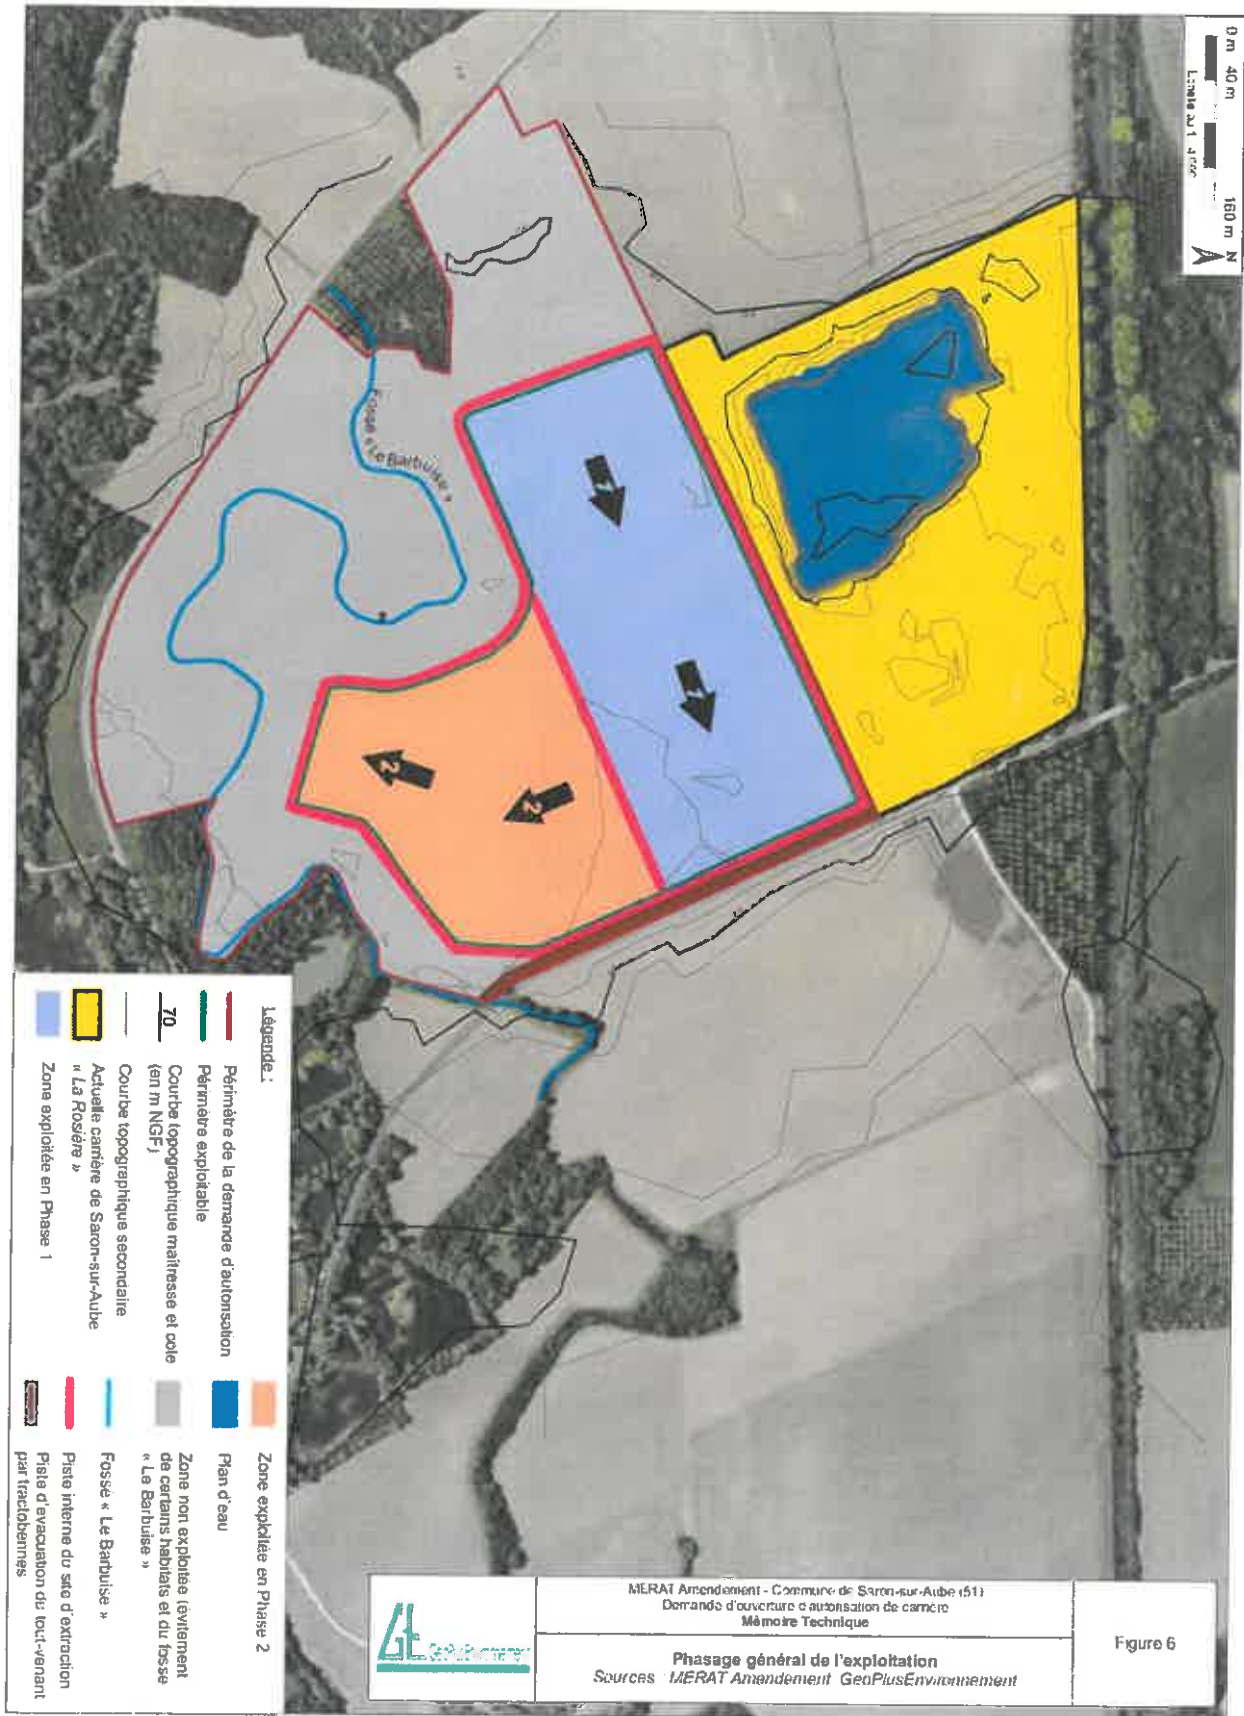 0 m 40 m 160 m N
Fossé « Le Barbuise »
1
1
2
2
Légende :
Périmètre de la demande d'autorisation
Périmètre exploitable
70
Courbe topographique maîtresse et cote
(en m NGF)
Courbe topographique secondaire
Actuelle carrière de Saron-sur-Aube
« La Rosière »
Zone exploitée en Phase 1
Zone exploitée en Phase 2
Plan d'eau
Zone non exploitée (évitement
de certains habitats et du fossé
« Le Barbuise »
Fossé « Le Barbuise »
Piste interne du site d'extraction
Piste d'évacuation du tout-venant
par tractobennes
MERAT Amendement - Commune de Saron-sur-Aube (51)
Demande d'ouverture d'autorisation de carrière
Mémoire Technique
Phasage général de l'exploitation
Sources : MERAT Amendement GeoPlusEnvironnement
Figure 6